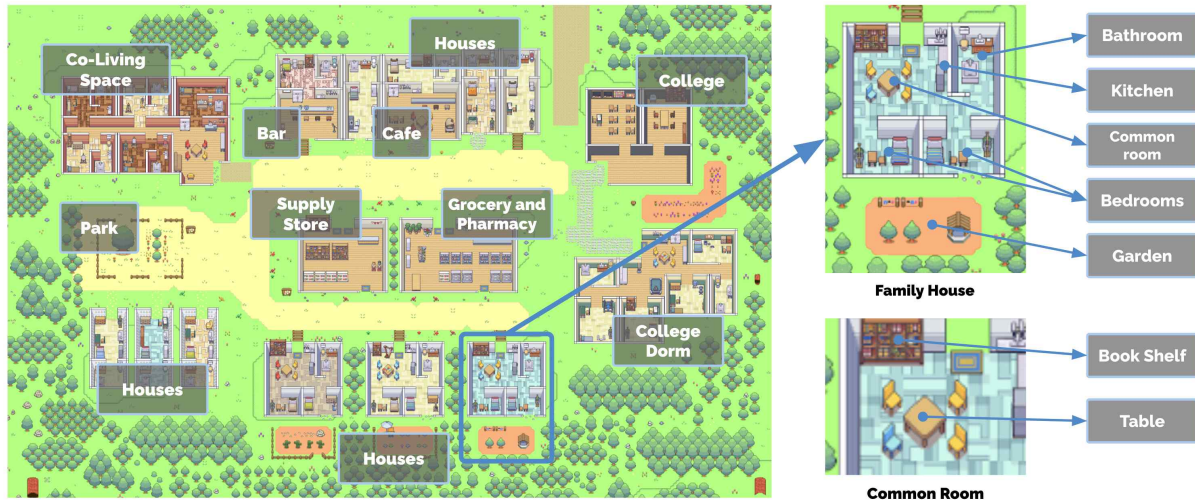 Co-Living
Space
Houses
College
Bar
Cafe
Park
Supply
Store
Grocery and
Pharmacy
College
Dorm
Houses
Houses
Bathroom
Kitchen
Common
room
Bedrooms
Garden
Family House
Book Shelf
Table
Common Room